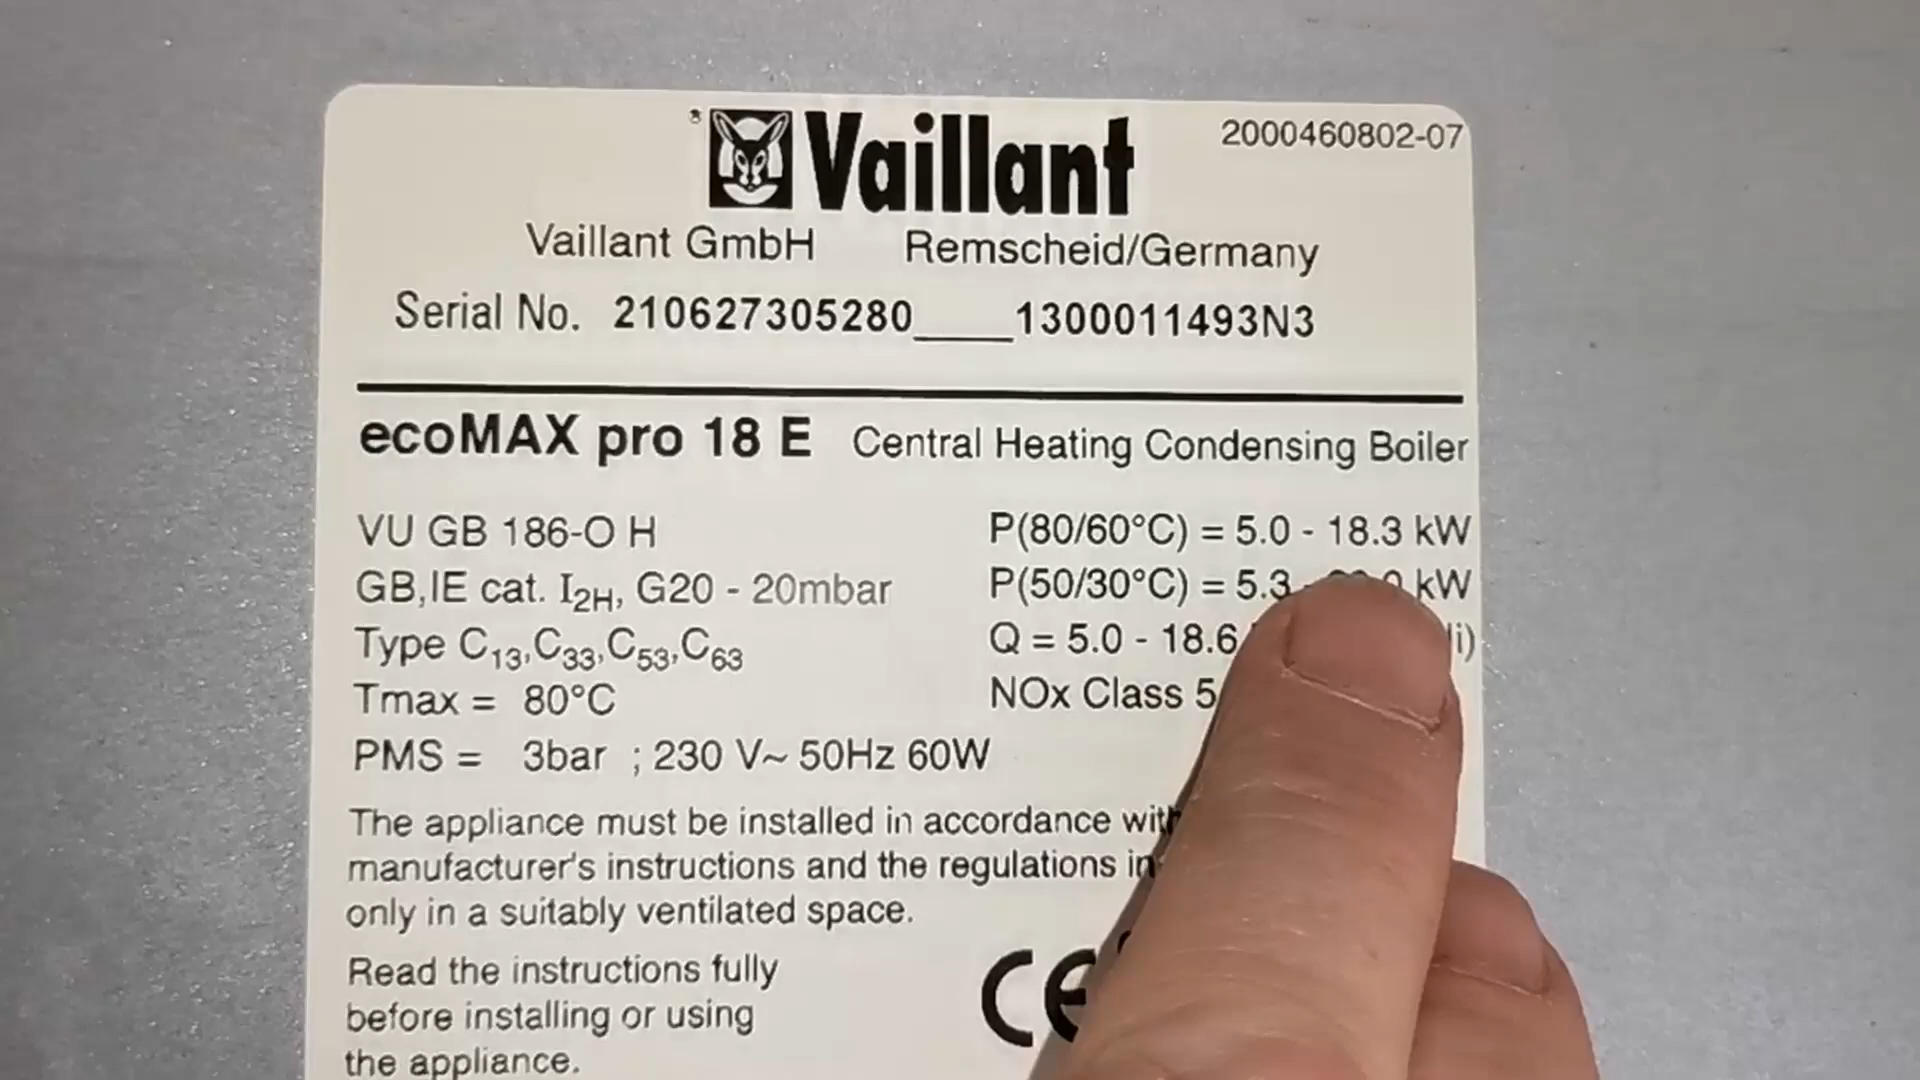 Vaillant
2000460802-07
Vaillant GmbH Remscheid/Germany
Serial No. 210627305280____1300011493N3
ecoMAX pro 18 E Central Heating Condensing Boiler
VU GB 186-O H P(80/60°C) = 5.0 - 18.3 kW
GB,IE cat. I2H, G20 - 20mbar P(50/30°C) = 5.3 - kW
Type C13,C33,C53,C63 Q = 5.0 - 18.6
Tmax = 80°C NOx Class 5
PMS = 3bar ; 230 V~ 50Hz 60W
The appliance must be installed in accordance with
manufacturer's instructions and the regulations in
only in a suitably ventilated space.
Read the instructions fully
before installing or using
the appliance.
CE